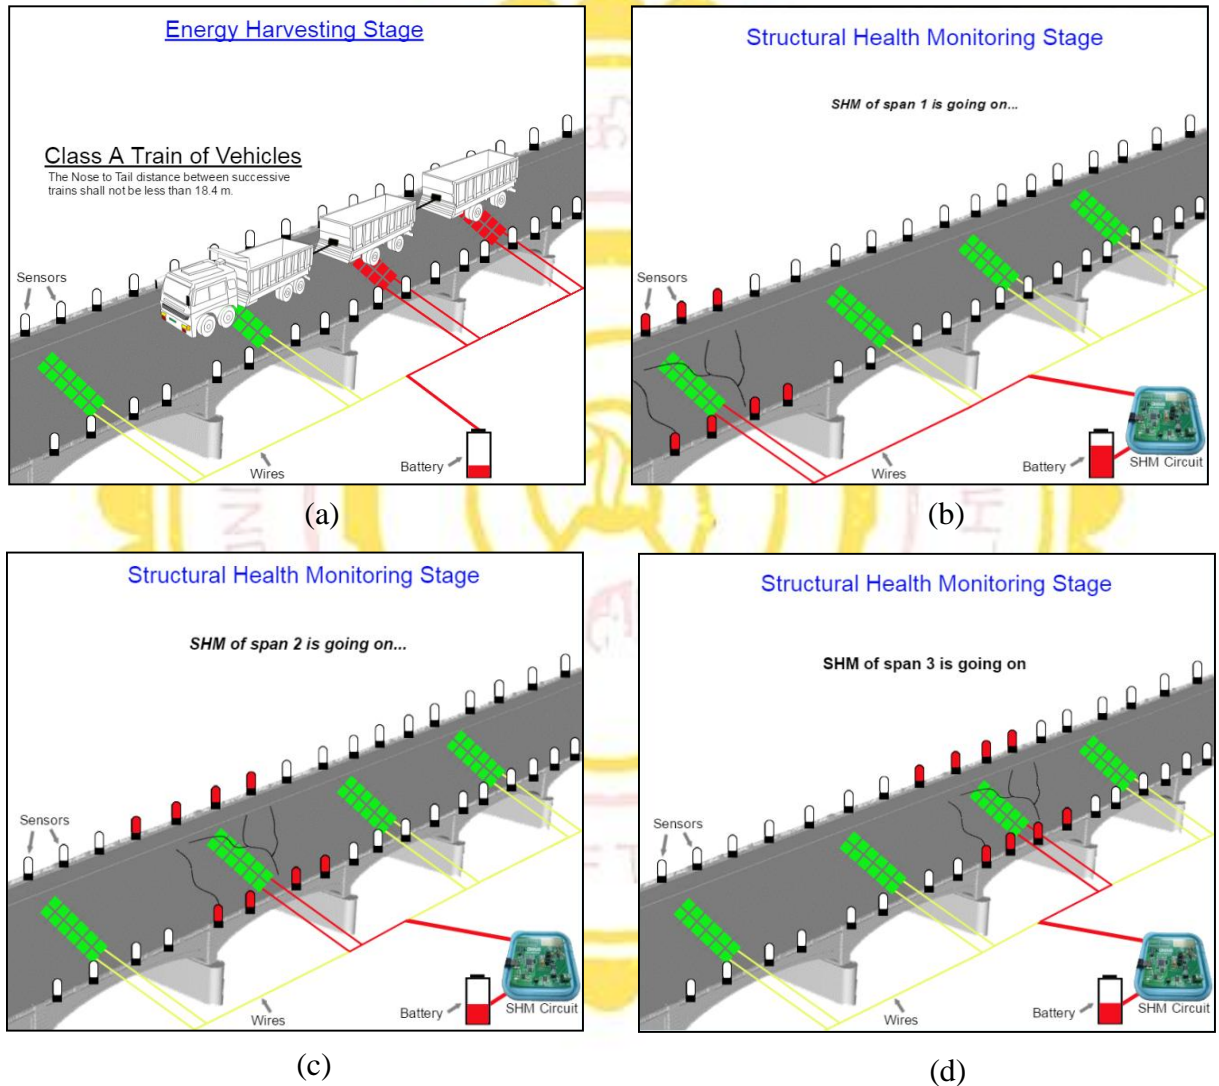 Energy Harvesting Stage
Class A Train of Vehicles
The Nose to Tail distance between successive
trains shall not be less than 18.4 m.
Sensors
Battery
Wires
(a)
Structural Health Monitoring Stage
SHM of span 1 is going on...
Sensors
Battery
SHM Circuit
Wires
(b)
Structural Health Monitoring Stage
SHM of span 2 is going on...
Sensors
Battery
SHM Circuit
Wires
(c)
Structural Health Monitoring Stage
SHM of span 3 is going on
Sensors
Battery
SHM Circuit
Wires
(d)